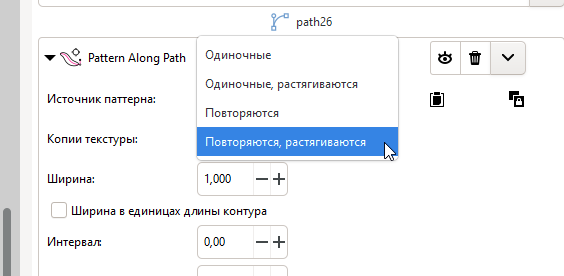 path26
Pattern Along Path
Одиночные
Одиночные, растягиваются
Источник паттерна:
Повторяются
Копии текстуры:
Повторяются, растягиваются
Ширина:
1,000
Ширина в единицах длины контура
Интервал:
0,00